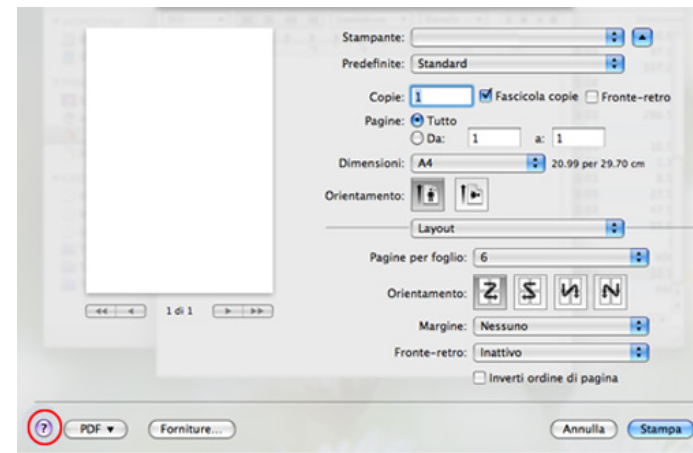 Stampante:
Predefinite: Standard
Copie: 1 Fascicola copie Fronte-retro
Pagine: Tutto
Da: 1 a: 1
Dimensioni: A4 20.99 per 29.70 cm
Orientamento:
Layout
Pagine per foglio: 6
Orientamento:
1 di 1
Margine: Nessuno
Fronte-retro: Inattivo
Inverti ordine di pagina
? PDF Forniture... Annulla Stampa